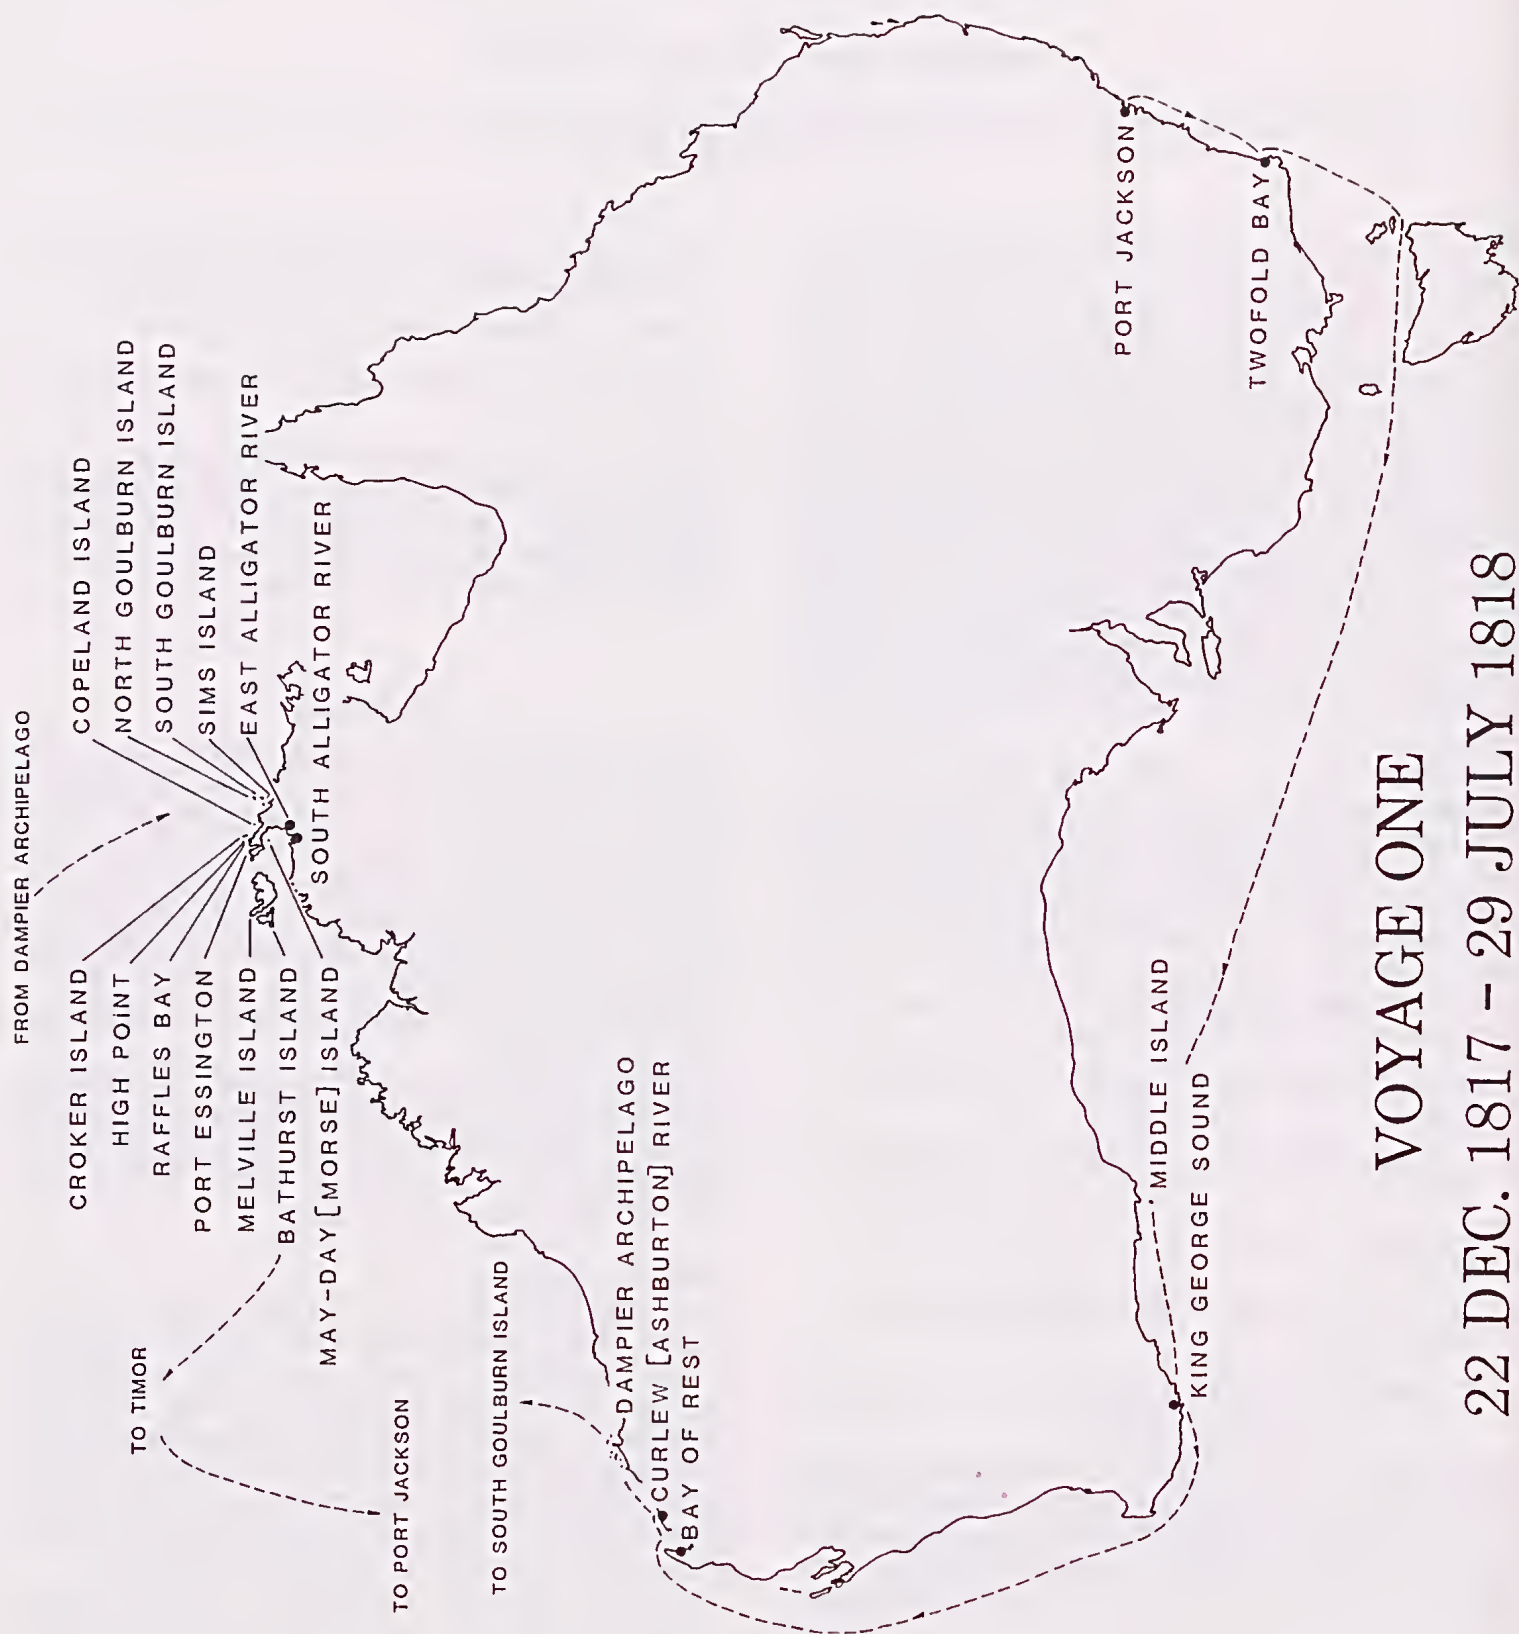 FROM DAMPIER ARCHIPELAGO
COPELAND ISLAND
NORTH GOULBURN ISLAND
SOUTH GOULBURN ISLAND
SIMS ISLAND
EAST ALLIGATOR RIVER
SOUTH ALLIGATOR RIVER
CROKER ISLAND
HIGH POINT
RAFFLES BAY
PORT ESSINGTON
MELVILLE ISLAND
BATHURST ISLAND
MAY-DAY [MORSE] ISLAND
TO TIMOR
TO PORT JACKSON
TO SOUTH GOULBURN ISLAND
DAMPIER ARCHIPELAGO
CURLEW [ASHBURTON] RIVER
BAY OF REST
PORT JACKSON
TWOFOLD BAY
MIDDLE ISLAND
KING GEORGE SOUND
VOYAGE ONE
22 DEC. 1817 - 29 JULY 1818